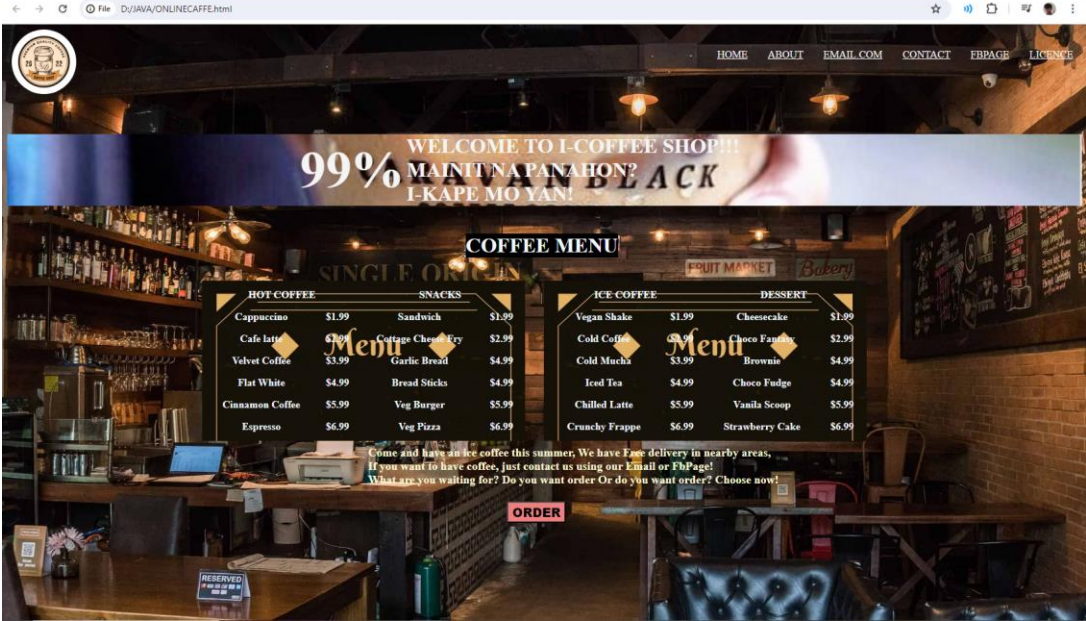 File D:/JAVA/ONLINECAFFE.html
20 22
HOME ABOUT EMAIL.COM CONTACT FBPAGE LICENCE
99%
WELCOME TO I-COFFEE SHOP!!!
MAINIT NA PANAHON?
I-KAPE MO YAN!
BLACK
COFFEE MENU
SINGLE ORIGIN
FRUIT MARKET
Bakery
HOT COFFEE SNACKS
Cappuccino $1.99 Sandwich $1.99
Cafe latte Cottage Cheese Fry $2.99
Velvet Coffee $3.99 Garlic Bread $4.99
Flat White $4.99 Bread Sticks $4.99
Cinnamon Coffee $5.99 Veg Burger $5.99
Espresso $6.99 Veg Pizza $6.99
Menu
ICE COFFEE DESSERT
Vegan Shake $1.99 Cheesecake $1.99
Cold Coffee Choco Fantasy $2.99
Cold Mucha $3.99 Brownie $4.99
Iced Tea $4.99 Choco Fudge $4.99
Chilled Latte $5.99 Vanila Scoop $5.99
Crunchy Frappe $6.99 Strawberry Cake $6.99
Menu
Come and have an ice coffee this summer, We have Free delivery in nearby areas,
If you want to have coffee, just contact us using our Email or FbPage!
What are you waiting for? Do you want order Or do you want order? Choose now!
ORDER
RESERVED